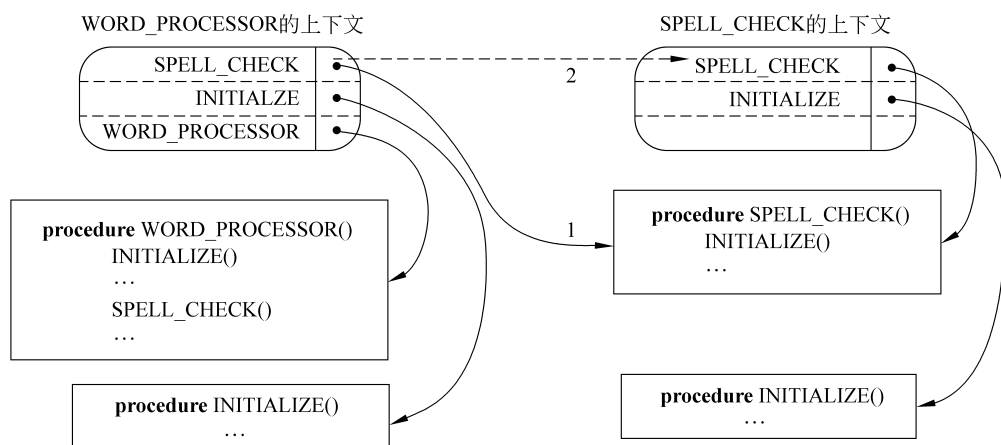 WORD_PROCESSOR的上下文
SPELL_CHECK
INITIALZE
WORD_PROCESSOR
2
SPELL_CHECK的上下文
SPELL_CHECK
INITIALIZE
procedure WORD_PROCESSOR()
INITIALIZE()
…
SPELL_CHECK()
…
1
procedure SPELL_CHECK()
INITIALIZE()
…
procedure INITIALIZE()
…
procedure INITIALIZE()
…